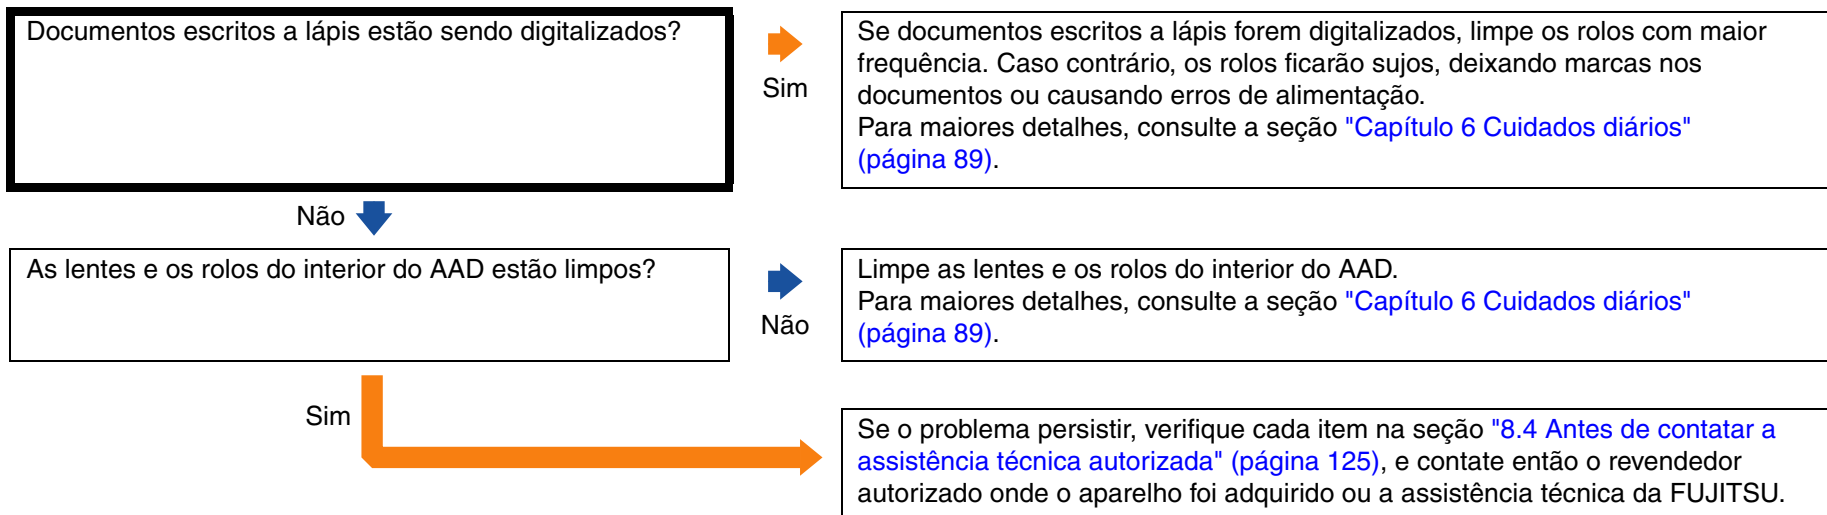 Documentos escritos a lápis estão sendo digitalizados?
Sim
Se documentos escritos a lápis forem digitalizados, limpe os rolos com maior
frequência. Caso contrário, os rolos ficarão sujos, deixando marcas nos
documentos ou causando erros de alimentação.
Para maiores detalhes, consulte a seção "Capítulo 6 Cuidados diários"
(página 89).
Não
As lentes e os rolos do interior do AAD estão limpos?
Não
Limpe as lentes e os rolos do interior do AAD.
Para maiores detalhes, consulte a seção "Capítulo 6 Cuidados diários"
(página 89).
Sim
Se o problema persistir, verifique cada item na seção "8.4 Antes de contatar a
assistência técnica autorizada" (página 125), e contate então o revendedor
autorizado onde o aparelho foi adquirido ou a assistência técnica da FUJITSU.